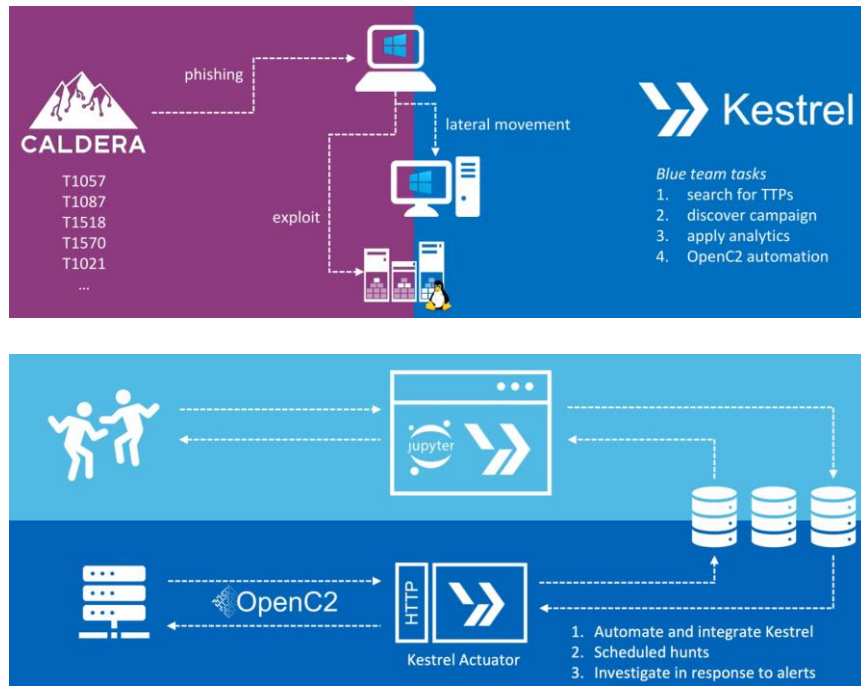 phishing
CALDERA
T1057
T1087
T1518
T1570
T1021
...
lateral movement
exploit
Kestrel
Blue team tasks
1. search for TTPs
2. discover campaign
3. apply analytics
4. OpenC2 automation
jupyter
OpenC2
HTTP
Kestrel Actuator
1. Automate and integrate Kestrel
2. Scheduled hunts
3. Investigate in response to alerts